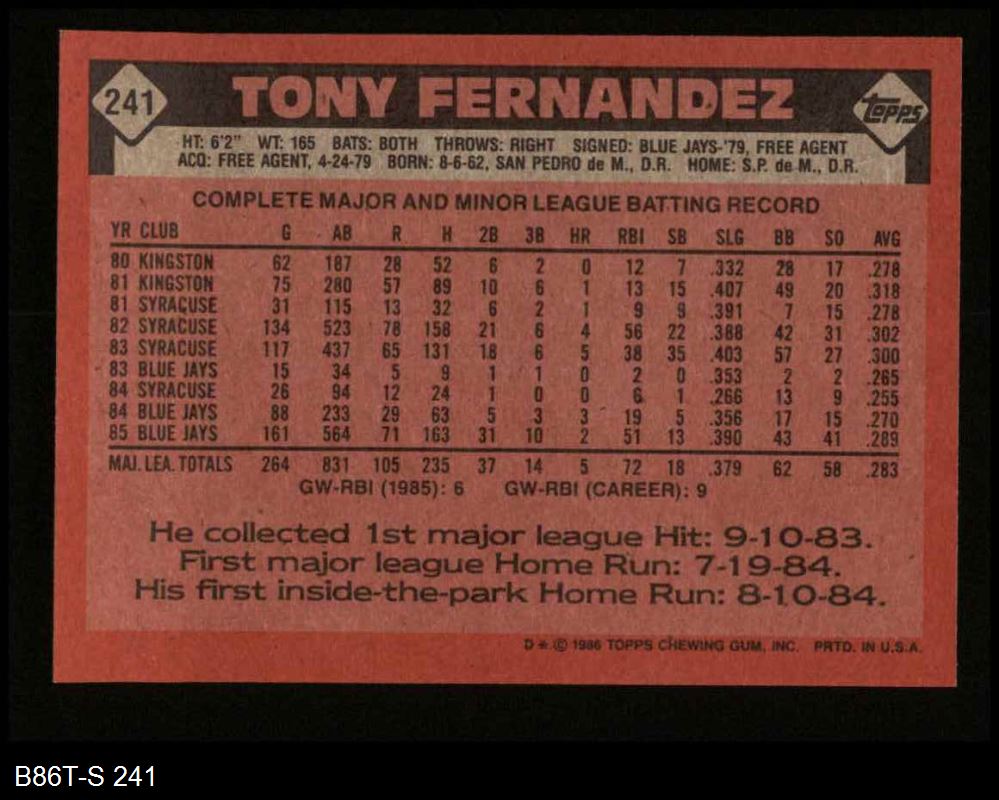 241 TONY FERNANDEZ Topps
HT: 6'2" WT: 165 BATS: BOTH THROWS: RIGHT SIGNED: BLUE JAYS-'79, FREE AGENT
ACQ: FREE AGENT, 4-24-79 BORN: 8-6-62, SAN PEDRO de M., D.R. HOME: S.P. de M., D.R.
COMPLETE MAJOR AND MINOR LEAGUE BATTING RECORD
YR CLUB G AB R H 2B 3B HR RBI SB SLG BB SO AVG
80 KINGSTON 62 187 28 52 6 2 0 12 7 .332 28 17 .278
81 KINGSTON 75 280 57 89 10 6 1 13 15 .407 49 20 .318
81 SYRACUSE 31 115 13 32 6 2 1 9 9 .391 7 15 .278
82 SYRACUSE 134 523 78 158 21 6 4 56 22 .388 42 31 .302
83 SYRACUSE 117 437 65 131 18 6 5 38 35 .403 57 27 .300
83 BLUE JAYS 15 34 5 9 1 1 0 2 0 .353 2 2 .265
84 SYRACUSE 26 94 12 24 1 0 0 6 1 .266 13 9 .255
84 BLUE JAYS 88 233 29 63 5 3 3 19 5 .356 17 15 .270
85 BLUE JAYS 161 564 71 163 31 10 2 51 13 .390 43 41 .289
MAJ. LEA. TOTALS 264 831 105 235 37 14 5 72 18 .379 62 58 .283
GW-RBI (1985): 6 GW-RBI (CAREER): 9
He collected 1st major league Hit: 9-10-83.
First major league Home Run: 7-19-84.
His first inside-the-park Home Run: 8-10-84.
D * © 1986 TOPPS CHEWING GUM, INC. PRTD. IN U.S.A.
B86T-S 241